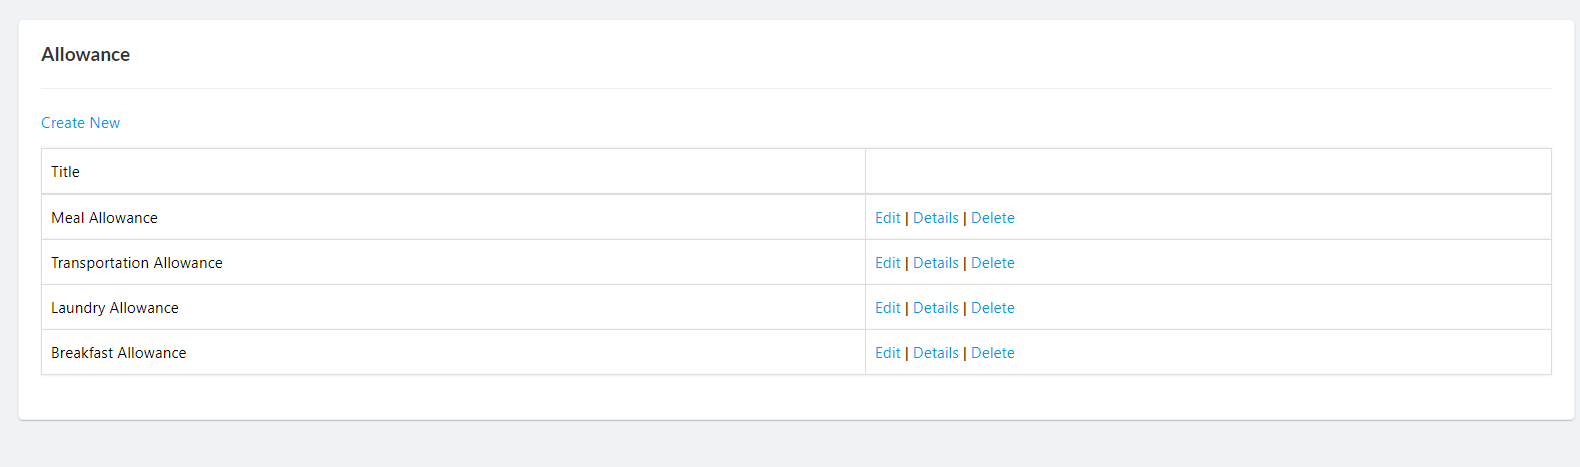 Allowance
Create New
Title
Meal Allowance Edit | Details | Delete
Transportation Allowance Edit | Details | Delete
Laundry Allowance Edit | Details | Delete
Breakfast Allowance Edit | Details | Delete